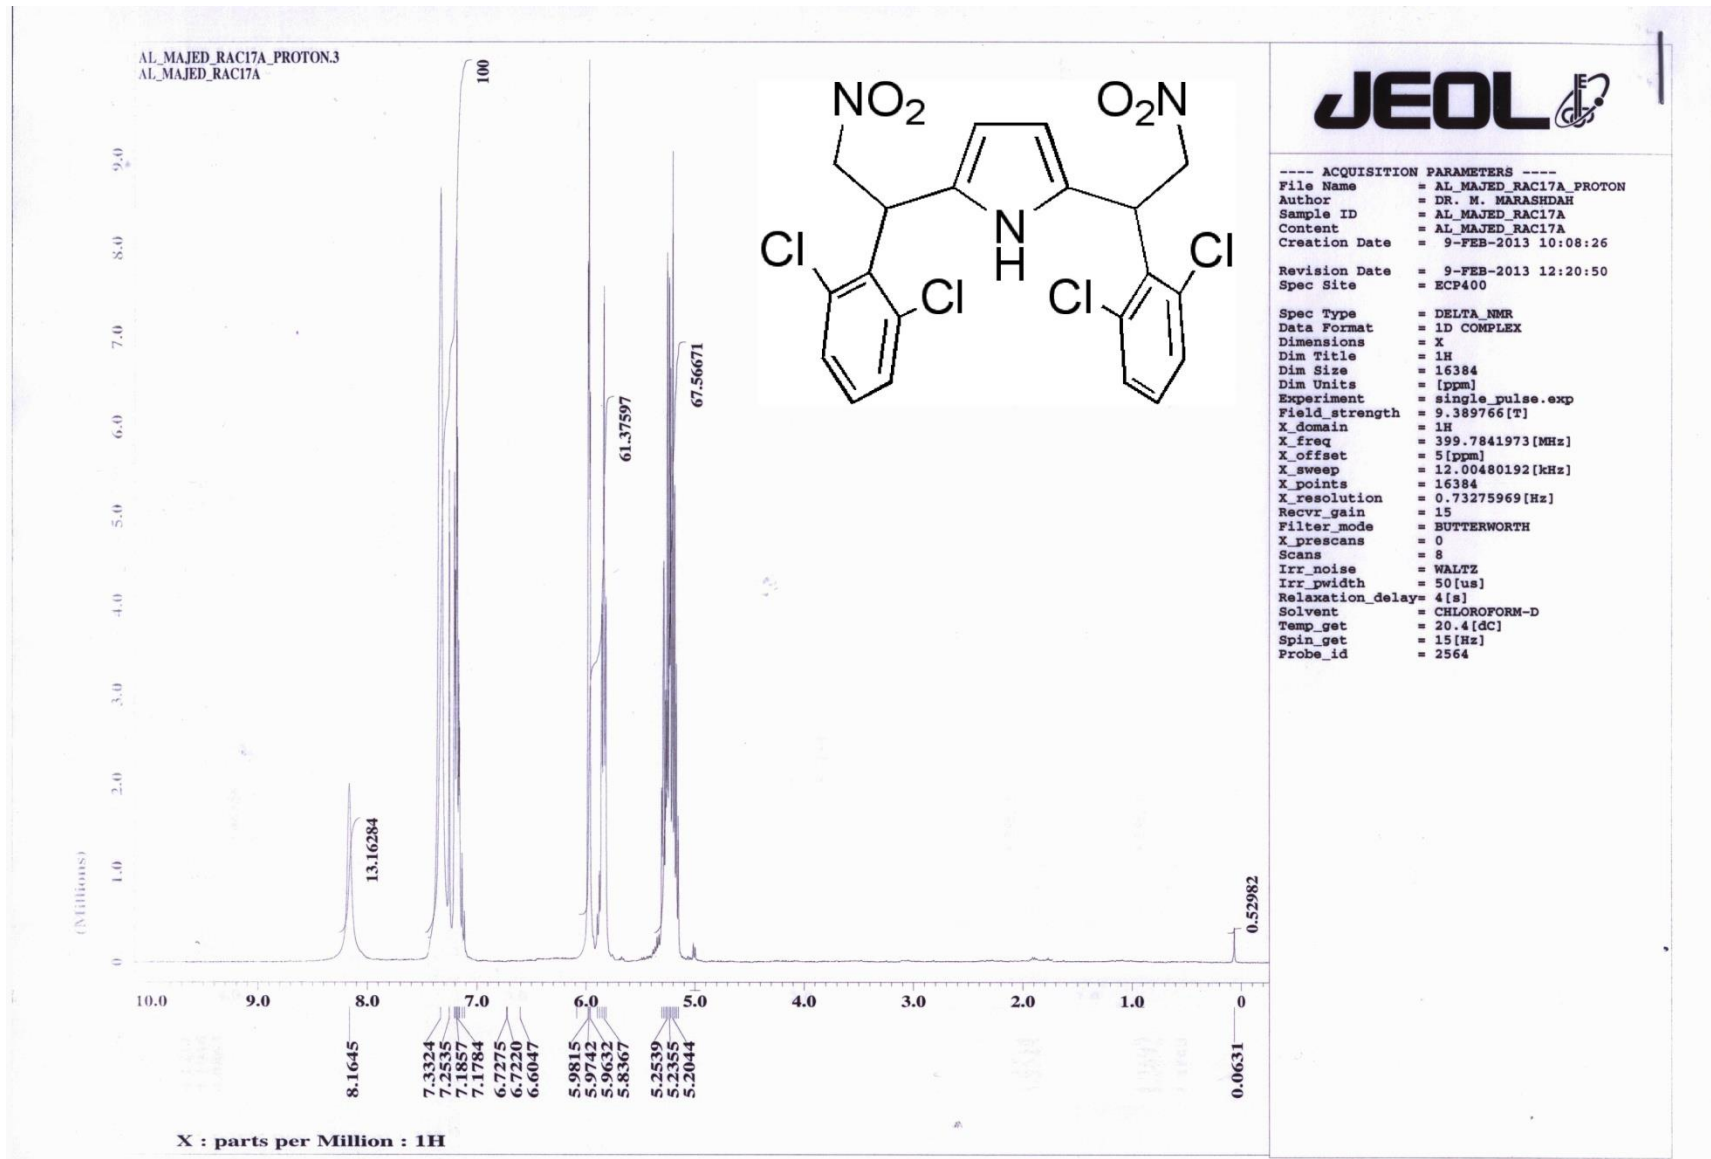 AL_MAJED_RAC17A_PROTON.3
AL_MAJED_RAC17A
100
13.16284
61.37597
67.56671
0.52982
NO2
O2N
N
H
Cl
Cl
Cl
Cl
JEOL
---- ACQUISITION PARAMETERS ----
File Name = AL_MAJED_RAC17A_PROTON
Author = DR. M. MARASHDAH
Sample ID = AL_MAJED_RAC17A
Content = AL_MAJED_RAC17A
Creation Date = 9-FEB-2013 10:08:26
Revision Date = 9-FEB-2013 12:20:50
Spec Site = ECP400
Spec Type = DELTA_NMR
Data Format = 1D COMPLEX
Dimensions = X
Dim Title = 1H
Dim Size = 16384
Dim Units = [ppm]
Experiment = single_pulse.exp
Field_strength = 9.389766[T]
X_domain = 1H
X_freq = 399.7841973[MHz]
X_offset = 5[ppm]
X_sweep = 12.00480192[kHz]
X_points = 16384
X_resolution = 0.73275969[Hz]
Recvr_gain = 15
Filter_mode = BUTTERWORTH
X_prescans = 0
Scans = 8
Irr_noise = WALTZ
Irr_pwidth = 50[us]
Relaxation_delay= 4[s]
Solvent = CHLOROFORM-D
Temp_get = 20.4[dC]
Spin_get = 15[Hz]
Probe_id = 2564
9.0
8.0
7.0
6.0
5.0
4.0
3.0
2.0
1.0
0
(Millions)
10.0 9.0 8.0 7.0 6.0 5.0 4.0 3.0 2.0 1.0 0
8.1645
7.3324
7.2535
7.1857
7.1784
6.7275
6.7220
6.6047
5.9815
5.9742
5.9632
5.8367
5.2539
5.2355
5.2044
0.0631
X : parts per Million : 1H